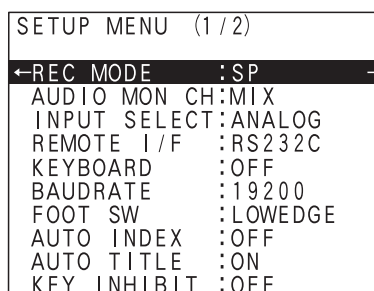 SETUP MENU (1/2)
←REC MODE :SP
AUDIO MON CH:MIX
INPUT SELECT:ANALOG
REMOTE I/F :RS232C
KEYBOARD :OFF
BAUDRATE :19200
FOOT SW :LOWEDGE
AUTO INDEX :OFF
AUTO TITLE :ON
KEY INHIBIT :OFF